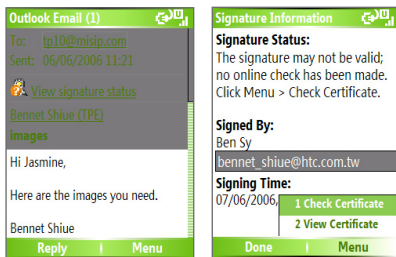 Outlook Email (1)
To: tp10@misip.com
Sent: 06/06/2006 11:21
View signature status
Bennet Shiue (TPE)
images
Hi Jasmine,
Here are the images you need.
Bennet Shiue
Reply
Menu
Signature Information
Signature Status:
The signature may not be valid;
no online check has been made.
Click Menu > Check Certificate.
Signed By:
Ben Sy
bennet_shiue@htc.com.tw
Signing Time:
07/06/2006,
1 Check Certificate
2 View Certificate
Done
Menu